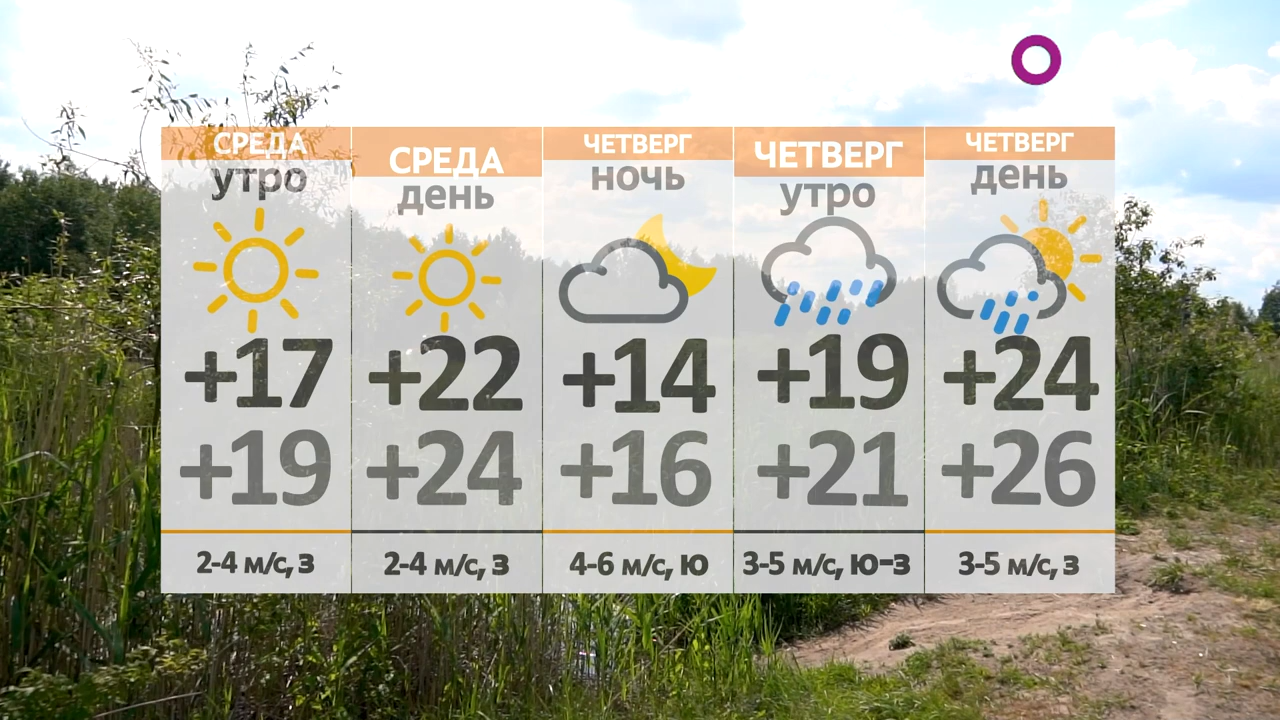 СРЕДА
утро
+17
+19
2-4 м/с, З
СРЕДА
день
+22
+24
2-4 м/с, З
ЧЕТВЕРГ
ночь
+14
+16
4-6 м/с, Ю
ЧЕТВЕРГ
утро
+19
+21
3-5 м/с, Ю-З
ЧЕТВЕРГ
день
+24
+26
3-5 м/с, З